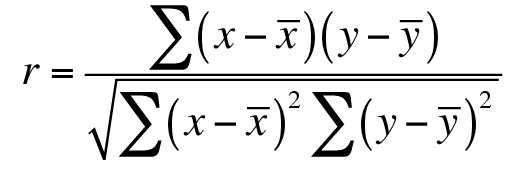 r = ∑(x − x̅)(y − y̅) / √(∑(x − x̅)² ∑(y − y̅)²)